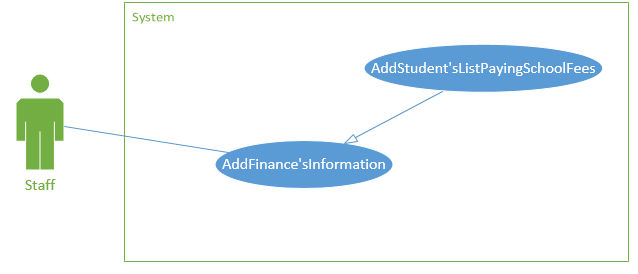 System
AddStudent'sListPayingSchoolFees
AddFinance'sInformation
Staff